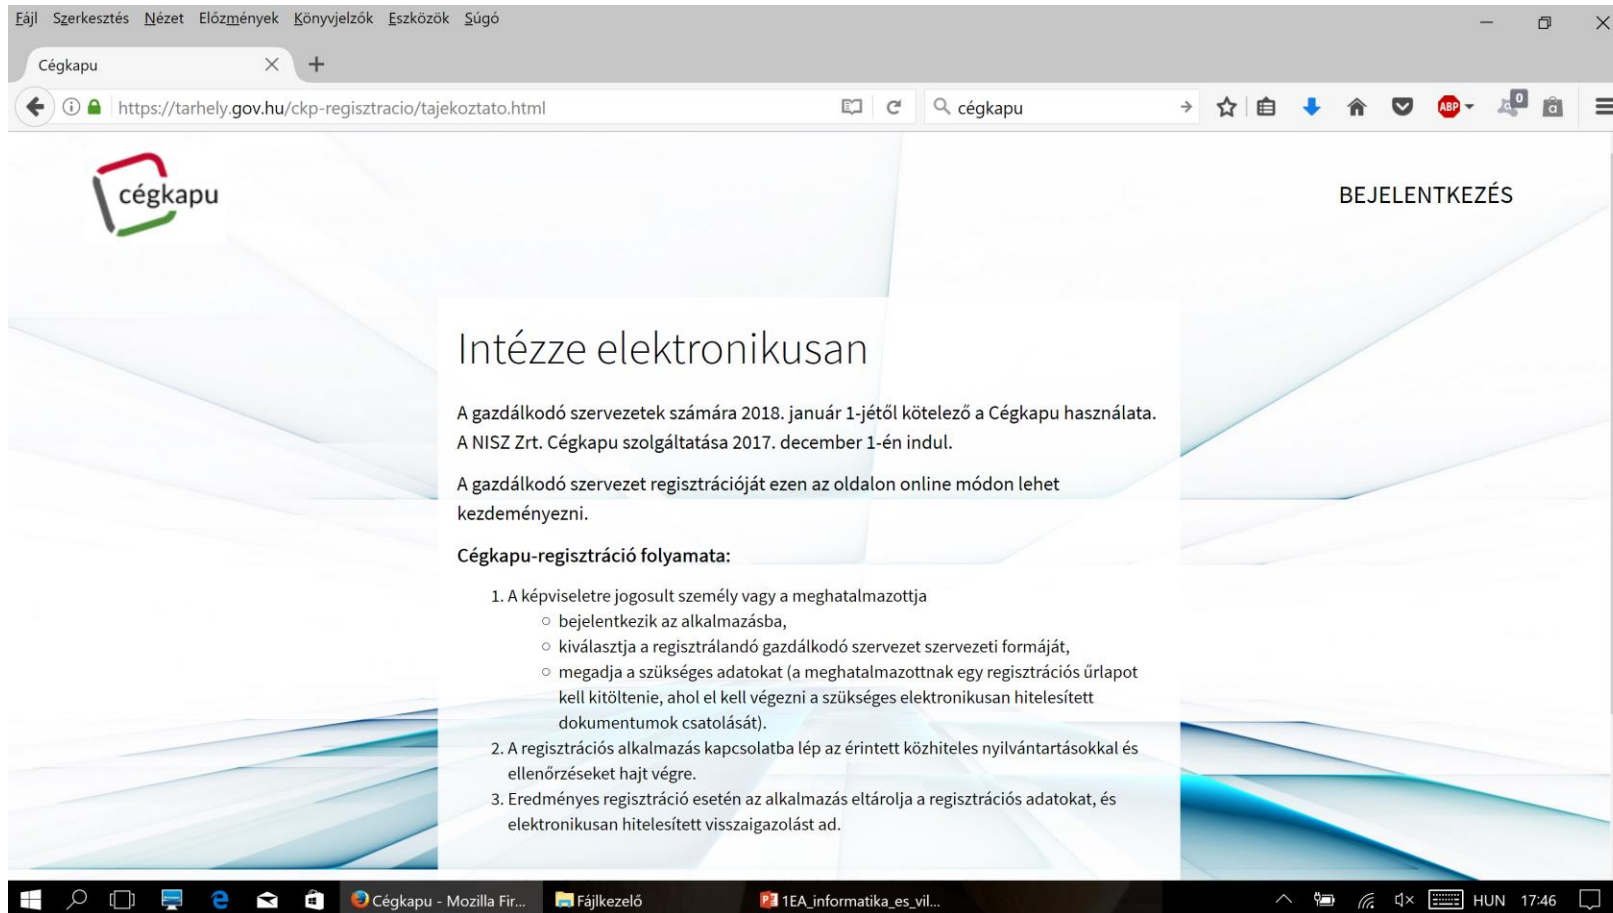 Fájl Szerkesztés Nézet Előzmények Könyvjelzők Eszközök Súgó
Cégkapu
https://tarhely.gov.hu/ckp-regisztracio/tajekoztato.html
cégkapu
ABP
0
cégkapu
BEJELENTKEZÉS
Intézze elektronikusan
A gazdálkodó szervezetek számára 2018. január 1-jétől kötelező a Cégkapu használata.
A NISZ Zrt. Cégkapu szolgáltatása 2017. december 1-én indul.
A gazdálkodó szervezet regisztrációját ezen az oldalon online módon lehet
kezdeményezni.
Cégkapu-regisztráció folyamata:
1. A képviseletre jogosult személy vagy a meghatalmazottja
○ bejelentkezik az alkalmazásba,
○ kiválasztja a regisztrálandó gazdálkodó szervezet szervezeti formáját,
○ megadja a szükséges adatokat (a meghatalmazottnak egy regisztrációs űrlapot
kell kitöltenie, ahol el kell végezni a szükséges elektronikusan hitelesített
dokumentumok csatolását).
2. A regisztrációs alkalmazás kapcsolatba lép az érintett közhiteles nyilvántartásokkal és
ellenőrzéseket hajt végre.
3. Eredményes regisztráció esetén az alkalmazás eltárolja a regisztrációs adatokat, és
elektronikusan hitelesített visszaigazolást ad.
Cégkapu - Mozilla Fir...
Fájlkezelő
1EA_informatika_es_vil...
HUN 17:46